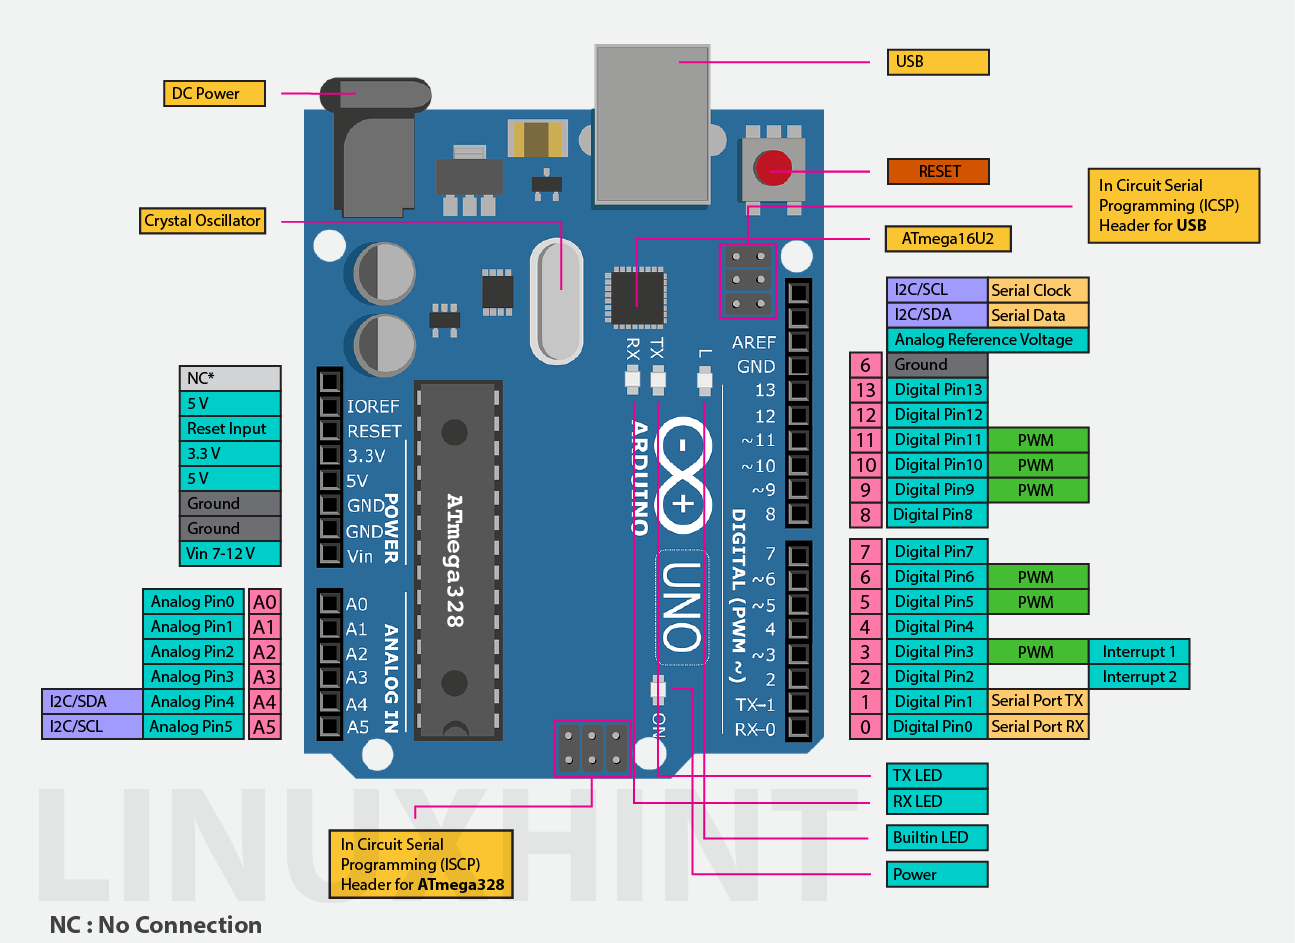 USB
DC Power
RESET
In Circuit Serial
Programming (ICSP)
Header for USB
Crystal Oscillator
ATmega16U2
I2C/SCL Serial Clock
I2C/SDA Serial Data
Analog Reference Voltage
6 Ground
13 Digital Pin13
12 Digital Pin12
11 Digital Pin11 PWM
10 Digital Pin10 PWM
9 Digital Pin9 PWM
8 Digital Pin8
7 Digital Pin7
6 Digital Pin6 PWM
5 Digital Pin5 PWM
4 Digital Pin4
3 Digital Pin3 PWM Interrupt 1
2 Digital Pin2 Interrupt 2
1 Digital Pin1 Serial Port TX
0 Digital Pin0 Serial Port RX
NC*
5 V
Reset Input
3.3 V
5 V
Ground
Ground
Vin 7-12 V
Analog Pin0 A0
Analog Pin1 A1
Analog Pin2 A2
Analog Pin3 A3
I2C/SDA Analog Pin4 A4
I2C/SCL Analog Pin5 A5
IOREF
RESET
3.3V
5V
GND
GND
Vin
POWER
A0
A1
A2
A3
A4
A5
ANALOG IN
ATmega328
RX
TX
L
ARDUINO
- +
UNO
ON
AREF
GND
13
12
~11
~10
~9
8
7
~6
~5
4
~3
2
TX→1
RX←0
DIGITAL (PWM ~)
TX LED
RX LED
Builtin LED
Power
In Circuit Serial
Programming (ISCP)
Header for ATmega328
LINUXHINT
NC : No Connection